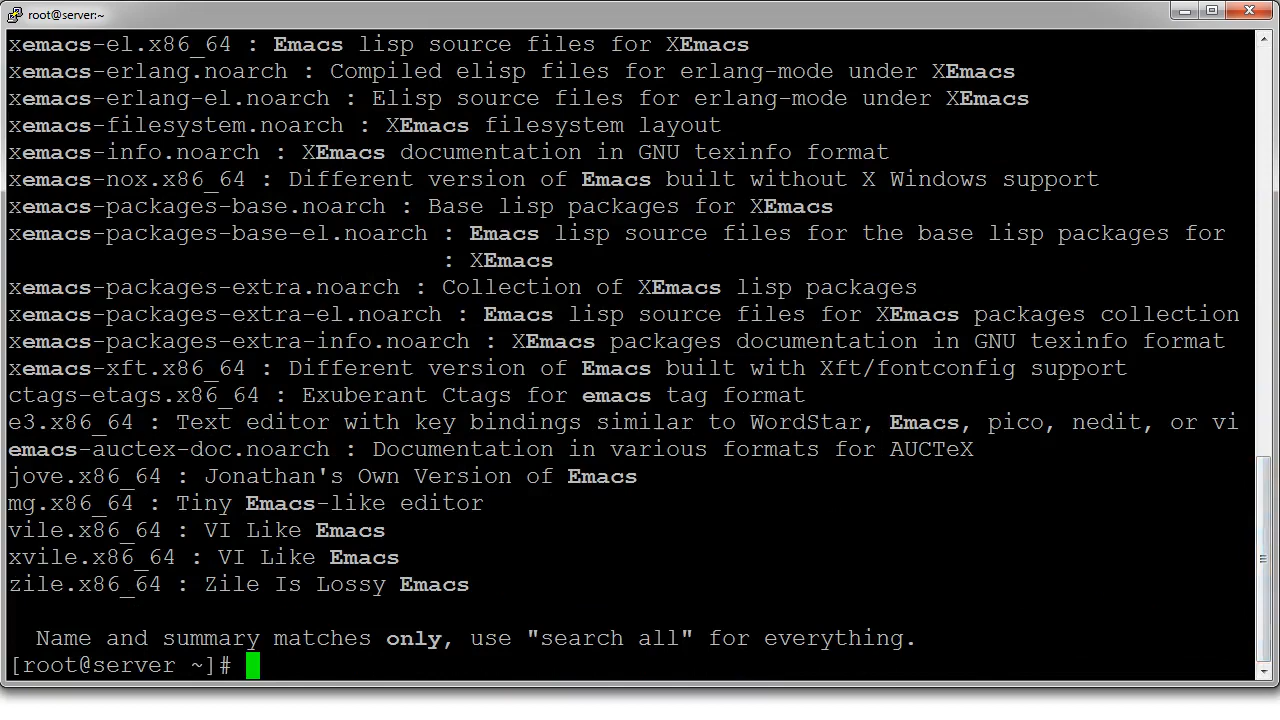 root@server:~
xemacs-el.x86_64 : Emacs lisp source files for XEmacs
xemacs-erlang.noarch : Compiled elisp files for erlang-mode under XEmacs
xemacs-erlang-el.noarch : Elisp source files for erlang-mode under XEmacs
xemacs-filesystem.noarch : XEmacs filesystem layout
xemacs-info.noarch : XEmacs documentation in GNU texinfo format
xemacs-nox.x86_64 : Different version of Emacs built without X Windows support
xemacs-packages-base.noarch : Base lisp packages for XEmacs
xemacs-packages-base-el.noarch : Emacs lisp source files for the base lisp packages for
: XEmacs
xemacs-packages-extra.noarch : Collection of XEmacs lisp packages
xemacs-packages-extra-el.noarch : Emacs lisp source files for XEmacs packages collection
xemacs-packages-extra-info.noarch : XEmacs packages documentation in GNU texinfo format
xemacs-xft.x86_64 : Different version of Emacs built with Xft/fontconfig support
ctags-etags.x86_64 : Exuberant Ctags for emacs tag format
e3.x86_64 : Text editor with key bindings similar to WordStar, Emacs, pico, nedit, or vi
emacs-auctex-doc.noarch : Documentation in various formats for AUCTeX
jove.x86_64 : Jonathan's Own Version of Emacs
mg.x86_64 : Tiny Emacs-like editor
vile.x86_64 : VI Like Emacs
xvile.x86_64 : VI Like Emacs
zile.x86_64 : Zile Is Lossy Emacs
Name and summary matches only, use "search all" for everything.
[root@server ~]#